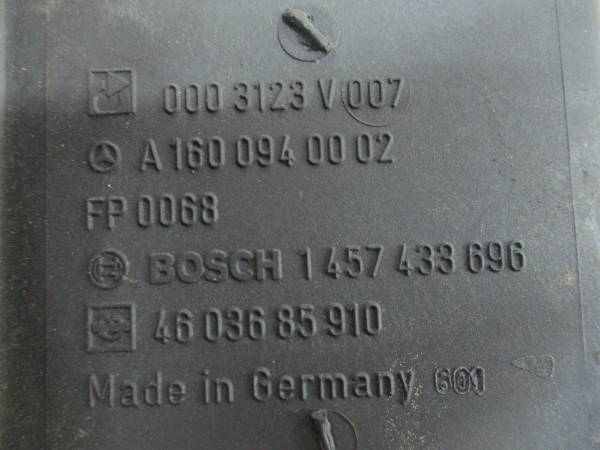 000 3123 V 007
A 160 094 00 02
FP 0068
BOSCH 1 457 433 696
46 036 85 910
Made in Germany 601